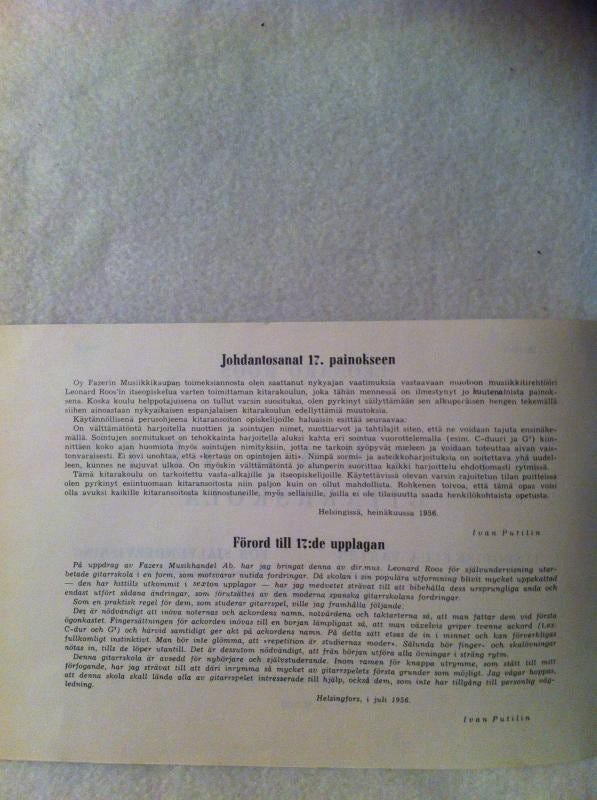 Johdantosanat 17. painokseen
Oy Fazerin Musiikkikaupan toimeksiannosta olen saattanut nykyajan vaatimuksia vastaavaan muotoon musiikkitirehtööri
Leonard Roos'in itseopiskelua varten toimittaman kitarakoulun, joka tähän mennessä on ilmestynyt jo kuutenatoista painok-
sena. Koska koulu helppotajuisena on tullut varsin suosituksi, olen pyrkinyt säilyttämään sen alkuperäisen hengen tekemällä
siihen ainoastaan nykyaikaisen espanjalaisen kitarakoulun edellyttämiä muutoksia.
Käytännöllisenä perusohjeena kitaransoiton opiskelijoille haluaisin esittää seuraavaa:
On välttämätöntä harjoitella nuottien ja sointujen nimet, nuottiarvot ja tahtilajit siten, että ne voidaan tajuta ensinäke-
mällä. Sointujen sormitukset on tehokkainta harjoitella aluksi kahta eri sointua vuorottelemalla (esim. C-duuri ja G⁷) kiin-
nittäen koko ajan huomiota myös sointujen nimityksiin, jotta ne tarkoin syöpyvät mieleen ja voidaan toteuttaa aivan vais-
tonvaraisesti. Ei sovi unohtaa, että «kertaus on opintojen äiti». Niinpä sormi- ja asteikkoharjoituksia on soitettava yhä uudel-
leen, kunnes ne sujuvat ulkoa. On myöskin välttämätöntä jo alunperin suorittaa kaikki harjoittelu ehdottomasti rytmissä.
Tämä kitarakoulu on tarkoitettu vasta-alkajille ja itseopiskelijoille. Käytettävissä olevan varsin rajoitetun tilan puitteissa
olen pyrkinyt esiintuomaan kitaransoitosta niin paljon kuin on ollut mahdollista. Rohkenen toivoa, että tämä opas voisi
olla avuksi kaikille kitaransoitosta kiinnostuneille, myös sellaisille, joilla ei ole tilaisuutta saada henkilökohtaista opetusta.
Helsingissä, heinäkuussa 1956.
Ivan Putilin
Förord till 17:de upplagan
På uppdrag av Fazers Musikhandel Ab. har jag bringat denna av dir.mus. Leonard Roos för självundervisning utar-
betade gitarrskola i en form, som motsvarar nutida fordringar. Då skolan i sin populära utformning blivit mycket uppskattad
— den har hittills utkommit i sexton upplagor — har jag medvetet strävat till att bibehålla dess ursprungliga anda och
endast utfört sådana ändringar, som förutsättes av den moderna spanska gitarrskolans fordringar.
Som en praktisk regel för dem, som studerar gitarrspel, ville jag framhålla följande:
Det är nödvändigt att inöva noternas och ackordens namn, notvärdena och taktarterna så, att man fattar dem vid första
ögonkastet. Fingersättningen för ackorden inövas till en början lämpligast så, att man växelvis griper tvenne ackord (t.ex.
C-dur och G⁷) och härvid samtidigt ger akt på ackordens namn. På detta sätt etsas de in i minnet och kan förverkligas
fullkomligt instinktivt. Man bör inte glömma, att »repetition är studiernas moder». Sålunda bör finger- och skalövningar
nötas in, tills de löper utantill. Det är dessutom nödvändigt, att från början utföra alla övningar i sträng rytm.
Denna gitarrskola är avsedd för nybörjare och självstuderande. Inom ramen för knappa utrymme, som stått till mitt
förfogande, har jag strävat till att däri inrymma så mycket av gitarrspelets första grunder som möjligt. Jag vågar hoppas,
att denna skola skall lända alla av gitarrspelet intresserade till hjälp, också dem, som inte har tillgång till personlig väg-
ledning.
Helsingfors, i juli 1956.
Ivan Putilin